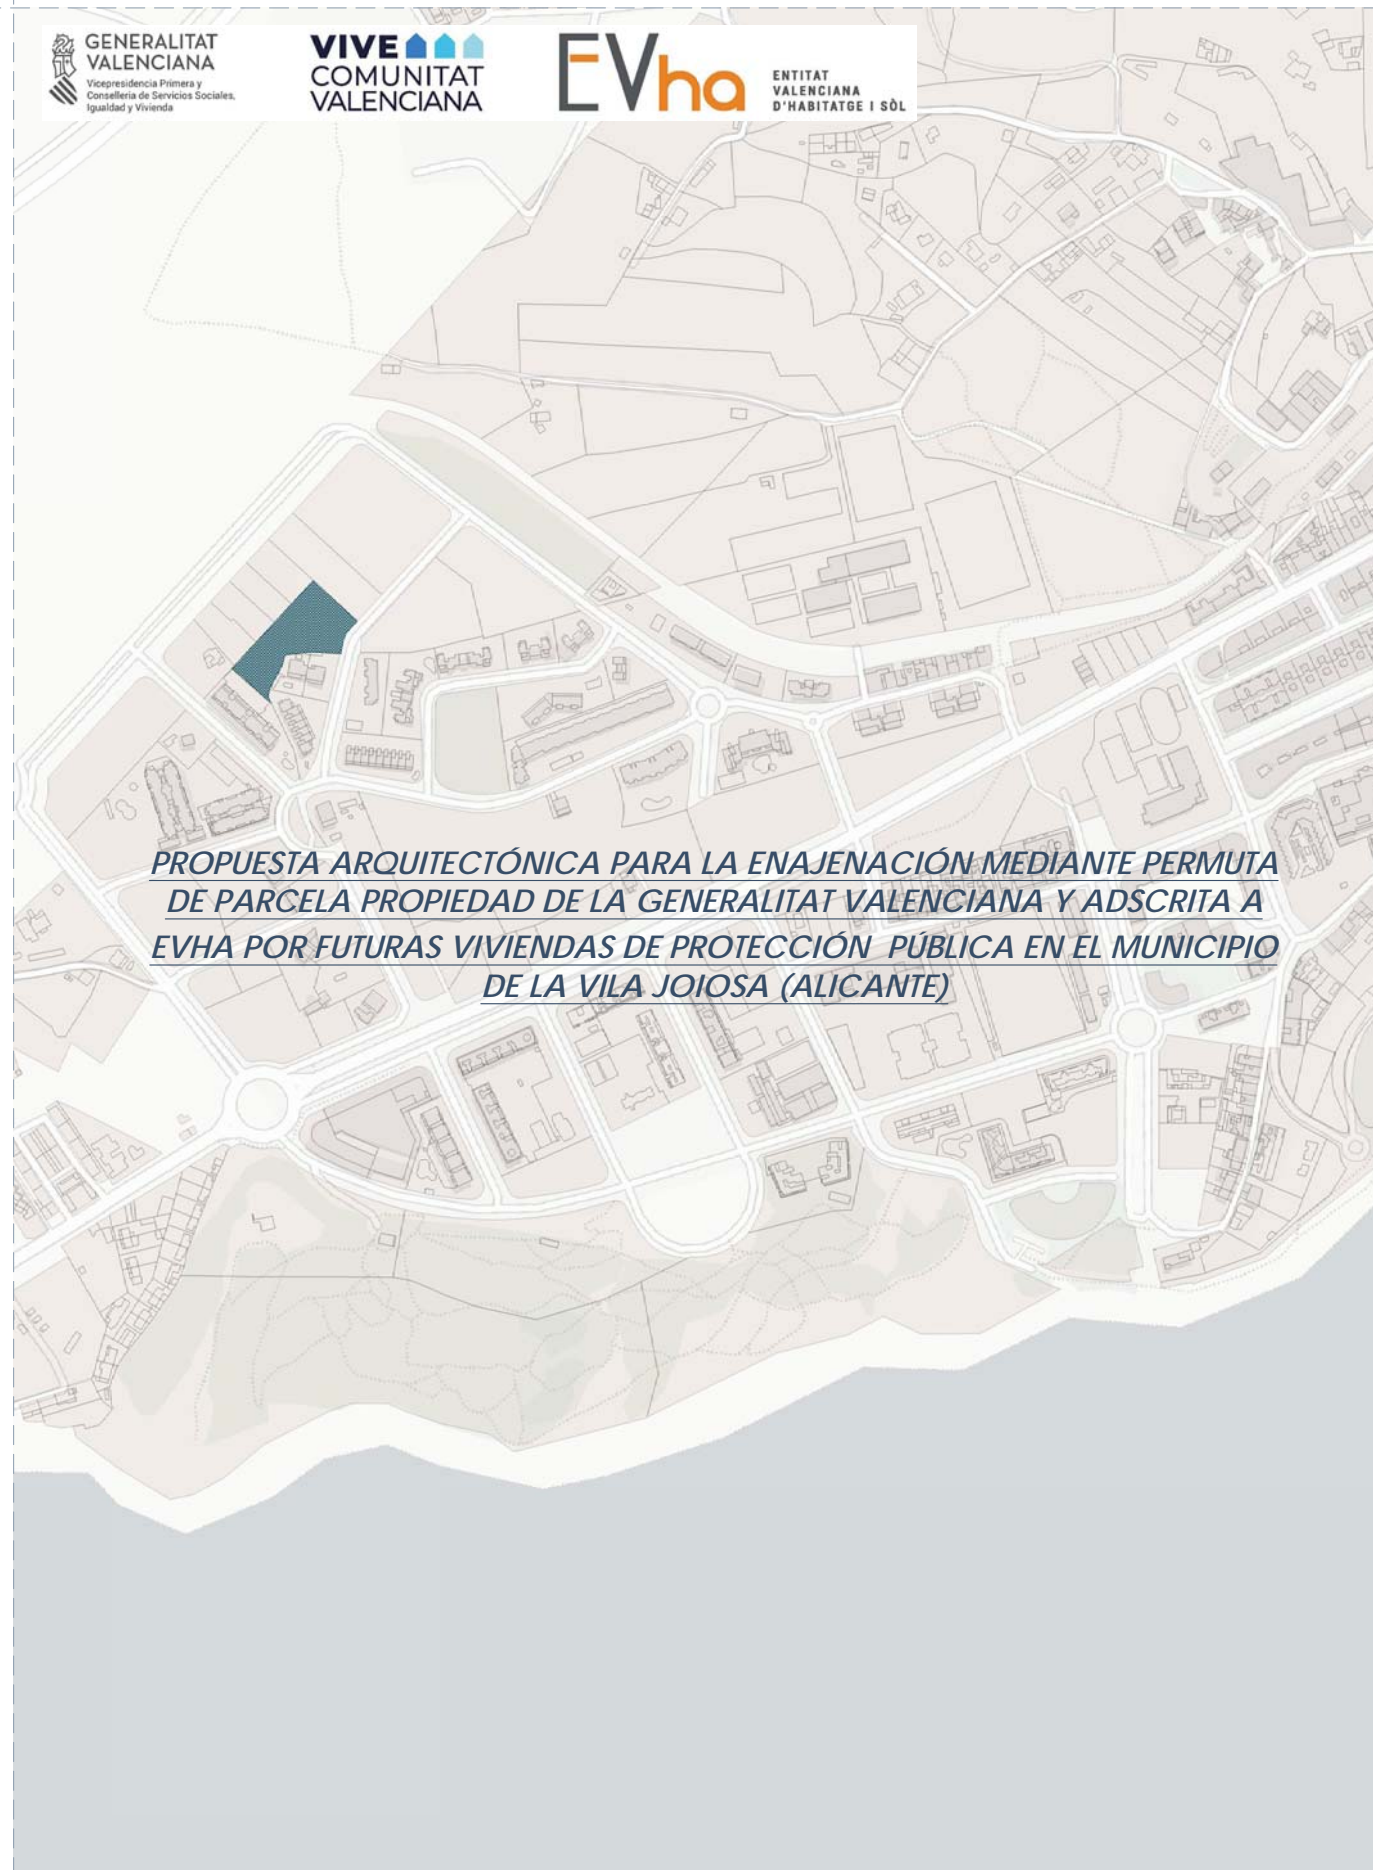 GENERALITAT
VALENCIANA
Vicepresidencia Primera y
Conselleria de Servicios Sociales,
Igualdad y Vivienda
VIVE
COMUNITAT
VALENCIANA
EVha
ENTITAT
VALENCIANA
D'HABITATGE I SÒL
PROPUESTA ARQUITECTÓNICA PARA LA ENAJENACIÓN MEDIANTE PERMUTA
DE PARCELA PROPIEDAD DE LA GENERALITAT VALENCIANA Y ADSCRITA A
EVHA POR FUTURAS VIVIENDAS DE PROTECCIÓN PÚBLICA EN EL MUNICIPIO
DE LA VILA JOIOSA (ALICANTE)